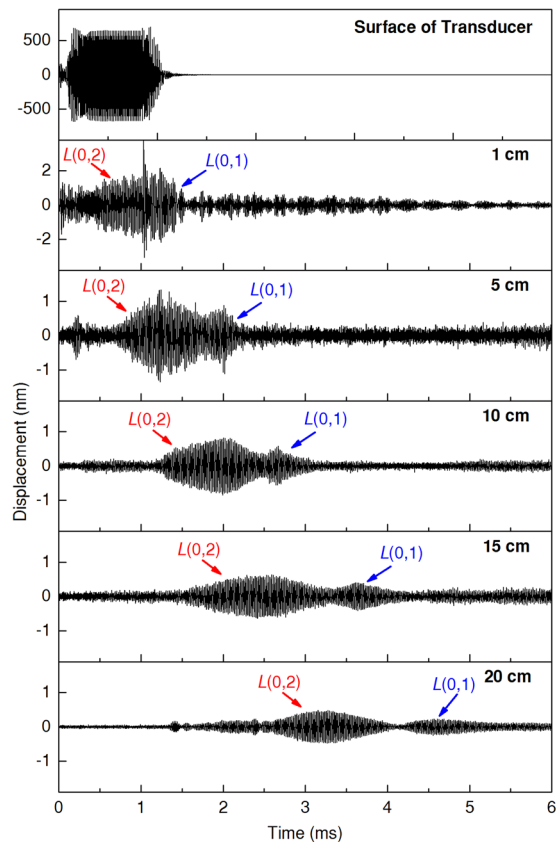 Surface of Transducer
500
0
-500
L(0,2)
L(0,1)
1 cm
2
0
-2
L(0,2)
L(0,1)
5 cm
1
0
-1
L(0,2)
L(0,1)
10 cm
1
0
-1
L(0,2)
L(0,1)
15 cm
1
0
-1
L(0,2)
L(0,1)
20 cm
1
0
-1
0 1 2 3 4 5 6
Time (ms)
Displacement (nm)